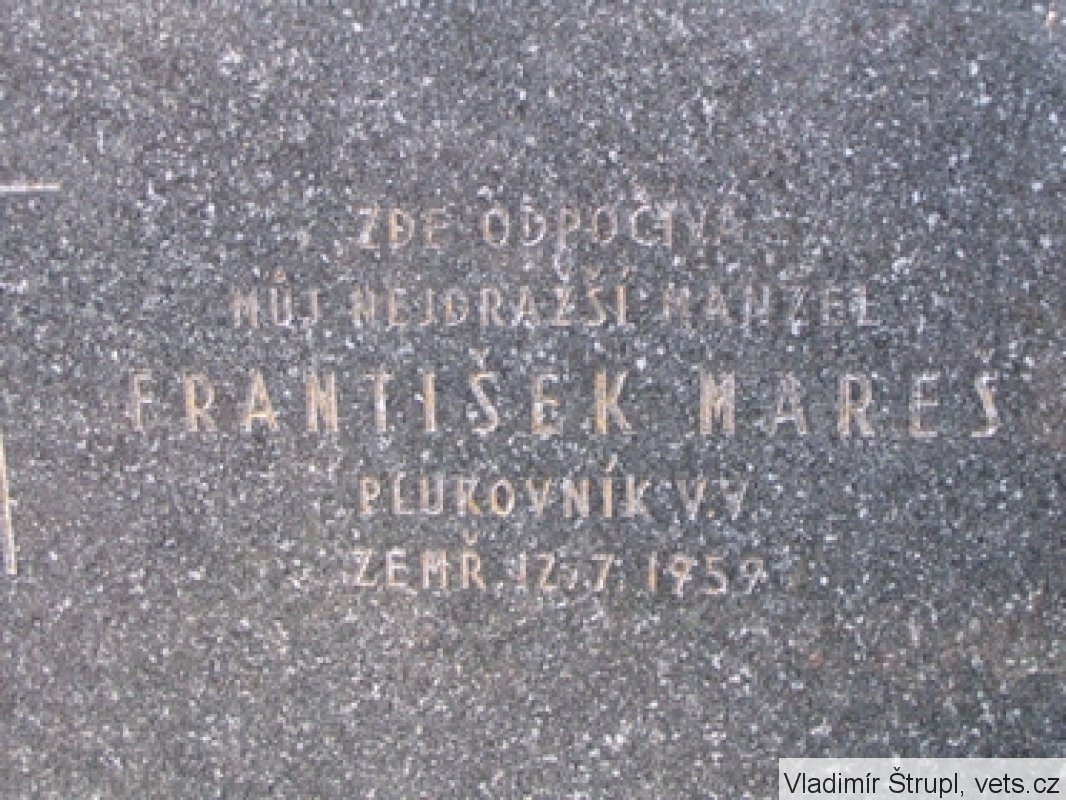 ZDE ODPOČÍVÁ
MŮJ NEJDRAŽŠÍ MANŽEL
FRANTIŠEK MAREŠ
PLUKOVNÍK V.V.
ZEMŘ. 12.7.1959
Vladimír Štrupl, vets.cz